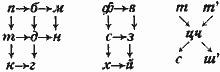 п→б→м ф→в т т'
т→д→н с→з цч
к→г х→й с ш'